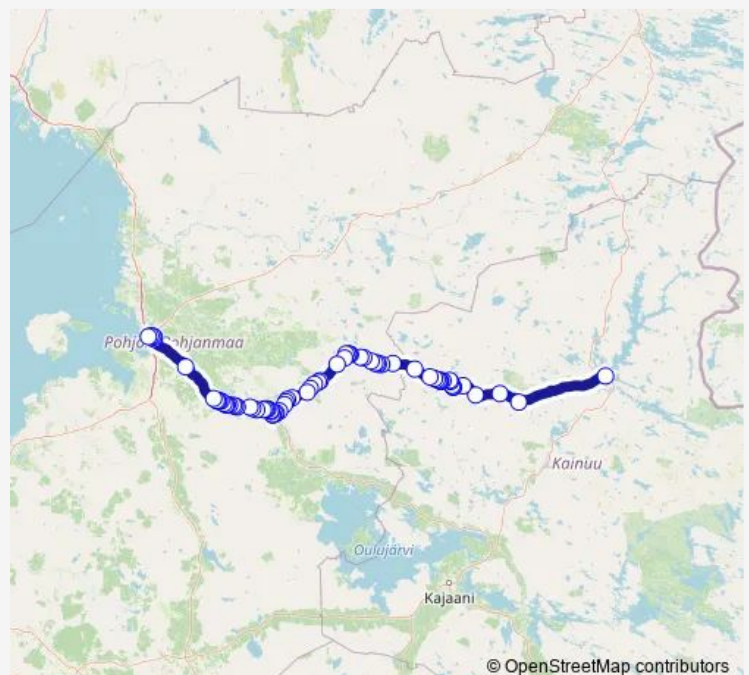 Pohjois-Pohjanmaa
Kainuu
Oulujärvi
Kajaani
© OpenStreetMap contributors